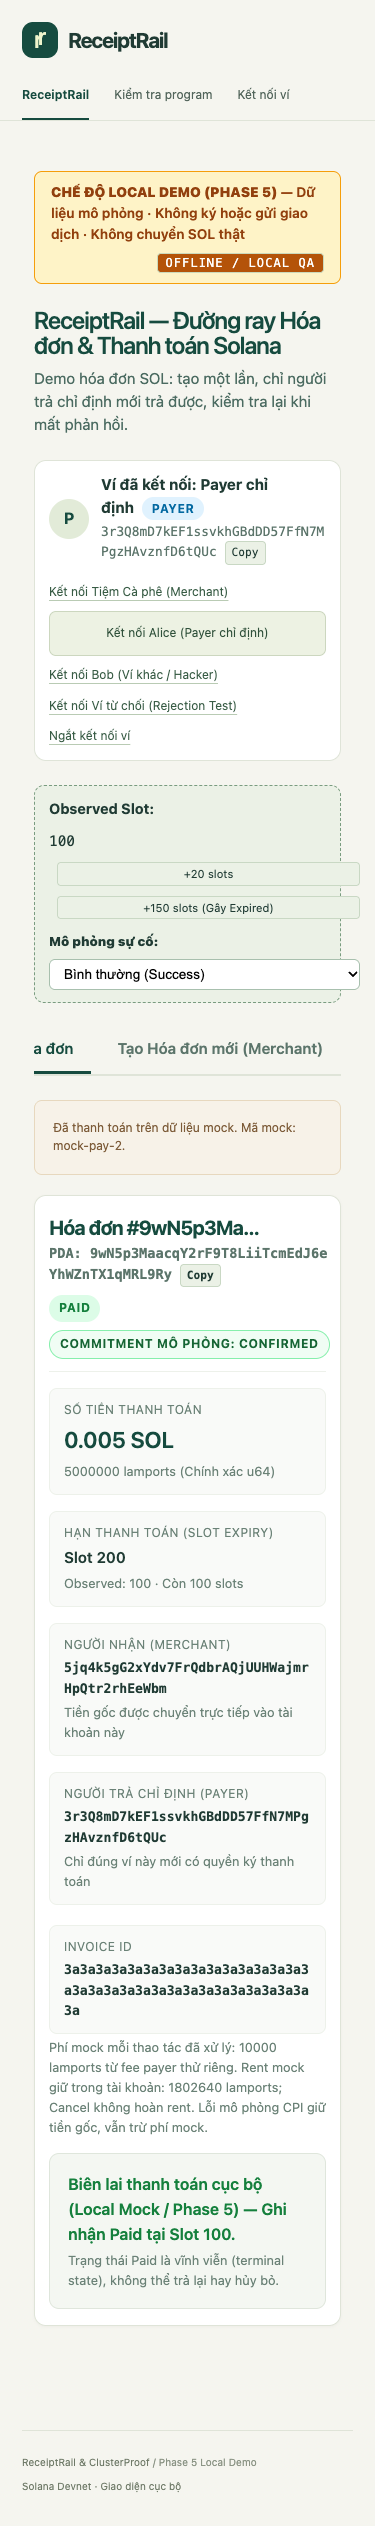 ReceiptRail
ReceiptRail
Kiểm tra program
Kết nối ví
CHẾ ĐỘ LOCAL DEMO (PHASE 5) — Dữ
liệu mô phỏng · Không ký hoặc gửi giao
dịch · Không chuyển SOL thật
OFFLINE / LOCAL QA
ReceiptRail — Đường ray Hóa
đơn & Thanh toán Solana
Demo hóa đơn SOL: tạo một lần, chỉ người
trả chỉ định mới trả được, kiểm tra lại khi
mất phản hồi.
P
Ví đã kết nối: Payer chỉ
định PAYER
3r3Q8mD7kEF1ssvkhGBdDD57FfN7M
PgzHAvznfD6tQUc Copy
Kết nối Tiệm Cà phê (Merchant)
Kết nối Alice (Payer chỉ định)
Kết nối Bob (Ví khác / Hacker)
Kết nối Ví từ chối (Rejection Test)
Ngắt kết nối ví
Observed Slot:
100
+20 slots
+150 slots (Gây Expired)
Mô phỏng sự cố:
Bình thường (Success)
a đơn
Tạo Hóa đơn mới (Merchant)
Đã thanh toán trên dữ liệu mock. Mã mock:
mock-pay-2.
Hóa đơn #9wN5p3Ma...
PDA: 9wN5p3MaacqY2rF9T8LiiTcmEdJ6e
YhWZnTX1qMRL9Ry Copy
PAID
COMMITMENT MÔ PHỎNG: CONFIRMED
SỐ TIỀN THANH TOÁN
0.005 SOL
5000000 lamports (Chính xác u64)
HẠN THANH TOÁN (SLOT EXPIRY)
Slot 200
Observed: 100 · Còn 100 slots
NGƯỜI NHẬN (MERCHANT)
5jq4k5gG2xYdv7FrQdbrAQjUUHWajmr
HpQtr2rhEeWbm
Tiền gốc được chuyển trực tiếp vào tài
khoản này
NGƯỜI TRẢ CHỈ ĐỊNH (PAYER)
3r3Q8mD7kEF1ssvkhGBdDD57FfN7MPg
zHAvznfD6tQUc
Chỉ đúng ví này mới có quyền ký thanh
toán
INVOICE ID
3a3a3a3a3a3a3a3a3a3a3a3a3a3a3a3
a3a3a3a3a3a3a3a3a3a3a3a3a3a3a3a
3a
Phí mock mỗi thao tác đã xử lý: 10000
lamports từ fee payer thử riêng. Rent mock
giữ trong tài khoản: 1802640 lamports;
Cancel không hoàn rent. Lỗi mô phỏng CPI giữ
tiền gốc, vẫn trừ phí mock.
Biên lai thanh toán cục bộ
(Local Mock / Phase 5) — Ghi
nhận Paid tại Slot 100.
Trạng thái Paid là vĩnh viễn (terminal
state), không thể trả lại hay hủy bỏ.
ReceiptRail & ClusterProof / Phase 5 Local Demo
Solana Devnet · Giao diện cục bộ